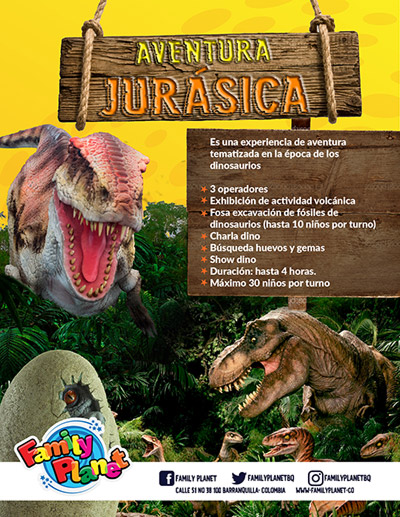 AVENTURA
JURÁSICA
Es una experiencia de aventura
tematizada en la época de los
dinosaurios
3 operadores
Exhibición de actividad volcánica
Fosa excavación de fósiles de
dinosaurios (hasta 10 niños por turno)
Charla dino
Búsqueda huevos y gemas
Show dino
Duración: hasta 4 horas.
Máximo 30 niños por turno
Family
Planet
FAMILY PLANET FAMILYPLANETBQ FAMILYPLANETBQ
CALLE 51 NO 38 100 BARRANQUILLA- COLOMBIA WWW-FAMILYPLANET-CO